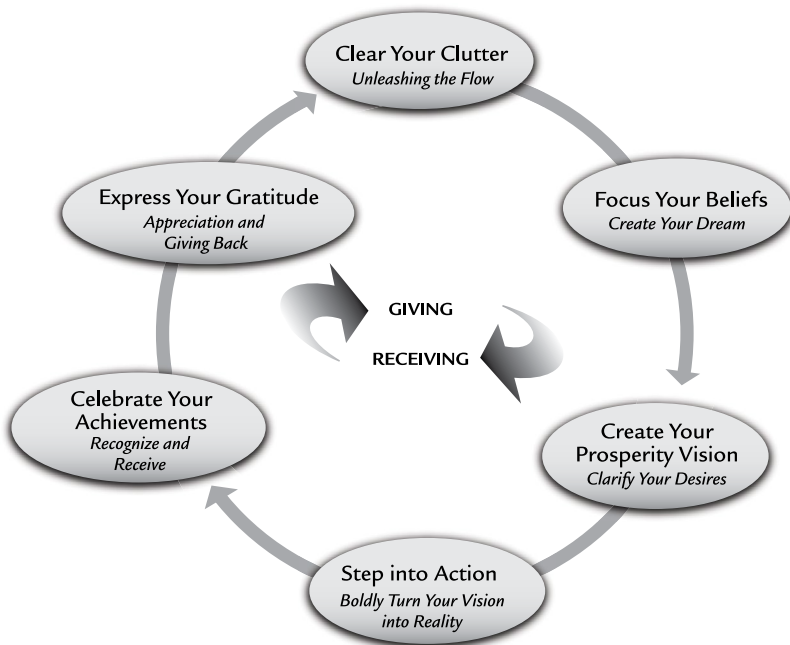 Clear Your Clutter
Unleashing the Flow
Focus Your Beliefs
Create Your Dream
Create Your
Prosperity Vision
Clarify Your Desires
Step into Action
Boldly Turn Your Vision
into Reality
Celebrate Your
Achievements
Recognize and
Receive
Express Your Gratitude
Appreciation and
Giving Back
GIVING
RECEIVING